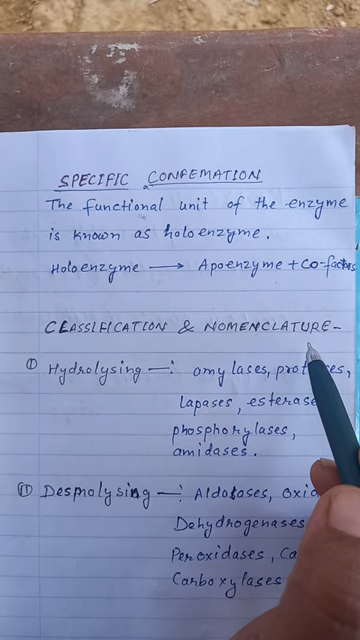 SPECIFIC CONFEMATION
The functional unit of the enzyme
is known as holoenzyme.
Holoenzyme → Apoenzyme + Co-factors
CLASSIFICATION & NOMENCLATURE -
I Hydrolysing —: amylases,
Lapases, esterase
phosphorylases,
amidases.
II Desmolysing —: Aldolases,
Dehydrogenases
Peroxidases,
Carboxylases